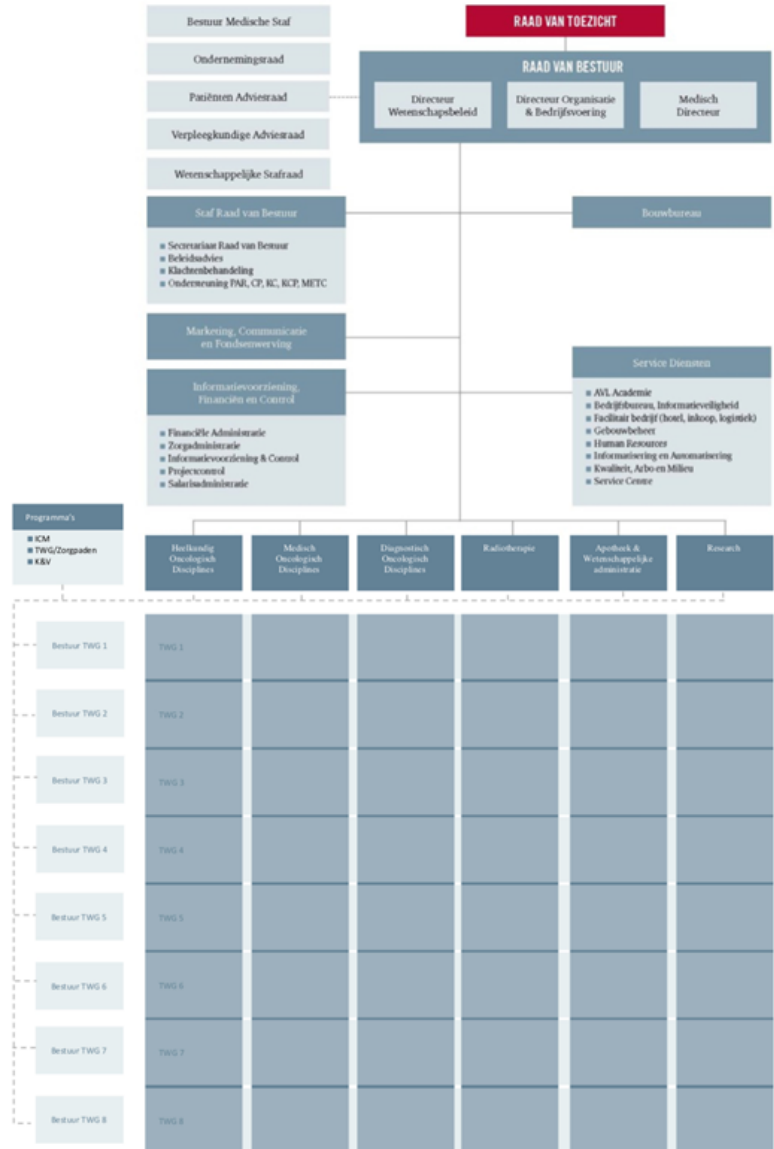 Bestuur Medische Staf
Ondernemingsraad
Patiënten Adviesraad
Verpleegkundige Adviesraad
Wetenschappelijke Stafraad
RAAD VAN TOEZICHT
RAAD VAN BESTUUR
Directeur
Wetenschapsbeleid
Directeur Organisatie
& Bedrijfsvoering
Medisch
Directeur
Staf Raad van Bestuur
Secretariaat Raad van Bestuur
Beleidsadvies
Klachtenbehandeling
Ondersteuning PAR, CP, KC, KCP, METC
Bouwbureau
Marketing, Communicatie
en Fondsenwerving
Informatievoorziening,
Financiën en Control
Financiële Administratie
Zorgadministratie
Informatievoorziening & Control
Projectcontrol
Salarisadministratie
Service Diensten
AVL Academie
Bedrijfsbureau, Informatieveiligheid
Facilitair bedrijf (hotel, inkoop, logistiek)
Gebouwbeheer
Human Resources
Informatisering en Automatisering
Kwaliteit, Arbo en Milieu
Service Centre
Programma's
ICM
TWG/Zorgpaden
K&V
Heelkundig
Oncologisch
Disciplines
Medisch
Oncologisch
Disciplines
Diagnostisch
Oncologisch
Disciplines
Radiotherapie
Apotheek &
Wetenschappelijke
administratie
Research
Bestuur TWG 1
TWG 1
Bestuur TWG 2
TWG 2
Bestuur TWG 3
TWG 3
Bestuur TWG 4
TWG 4
Bestuur TWG 5
TWG 5
Bestuur TWG 6
TWG 6
Bestuur TWG 7
TWG 7
Bestuur TWG 8
TWG 8